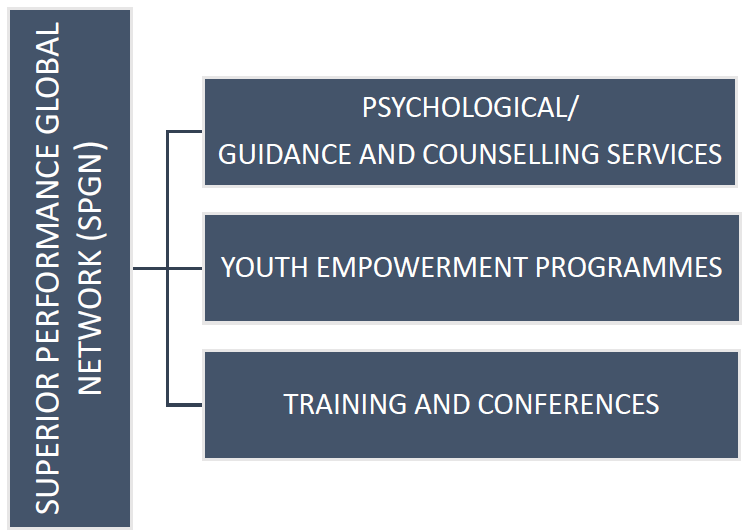 SUPERIOR PERFORMANCE GLOBAL
NETWORK (SPGN)
PSYCHOLOGICAL/
GUIDANCE AND COUNSELLING SERVICES
YOUTH EMPOWERMENT PROGRAMMES
TRAINING AND CONFERENCES